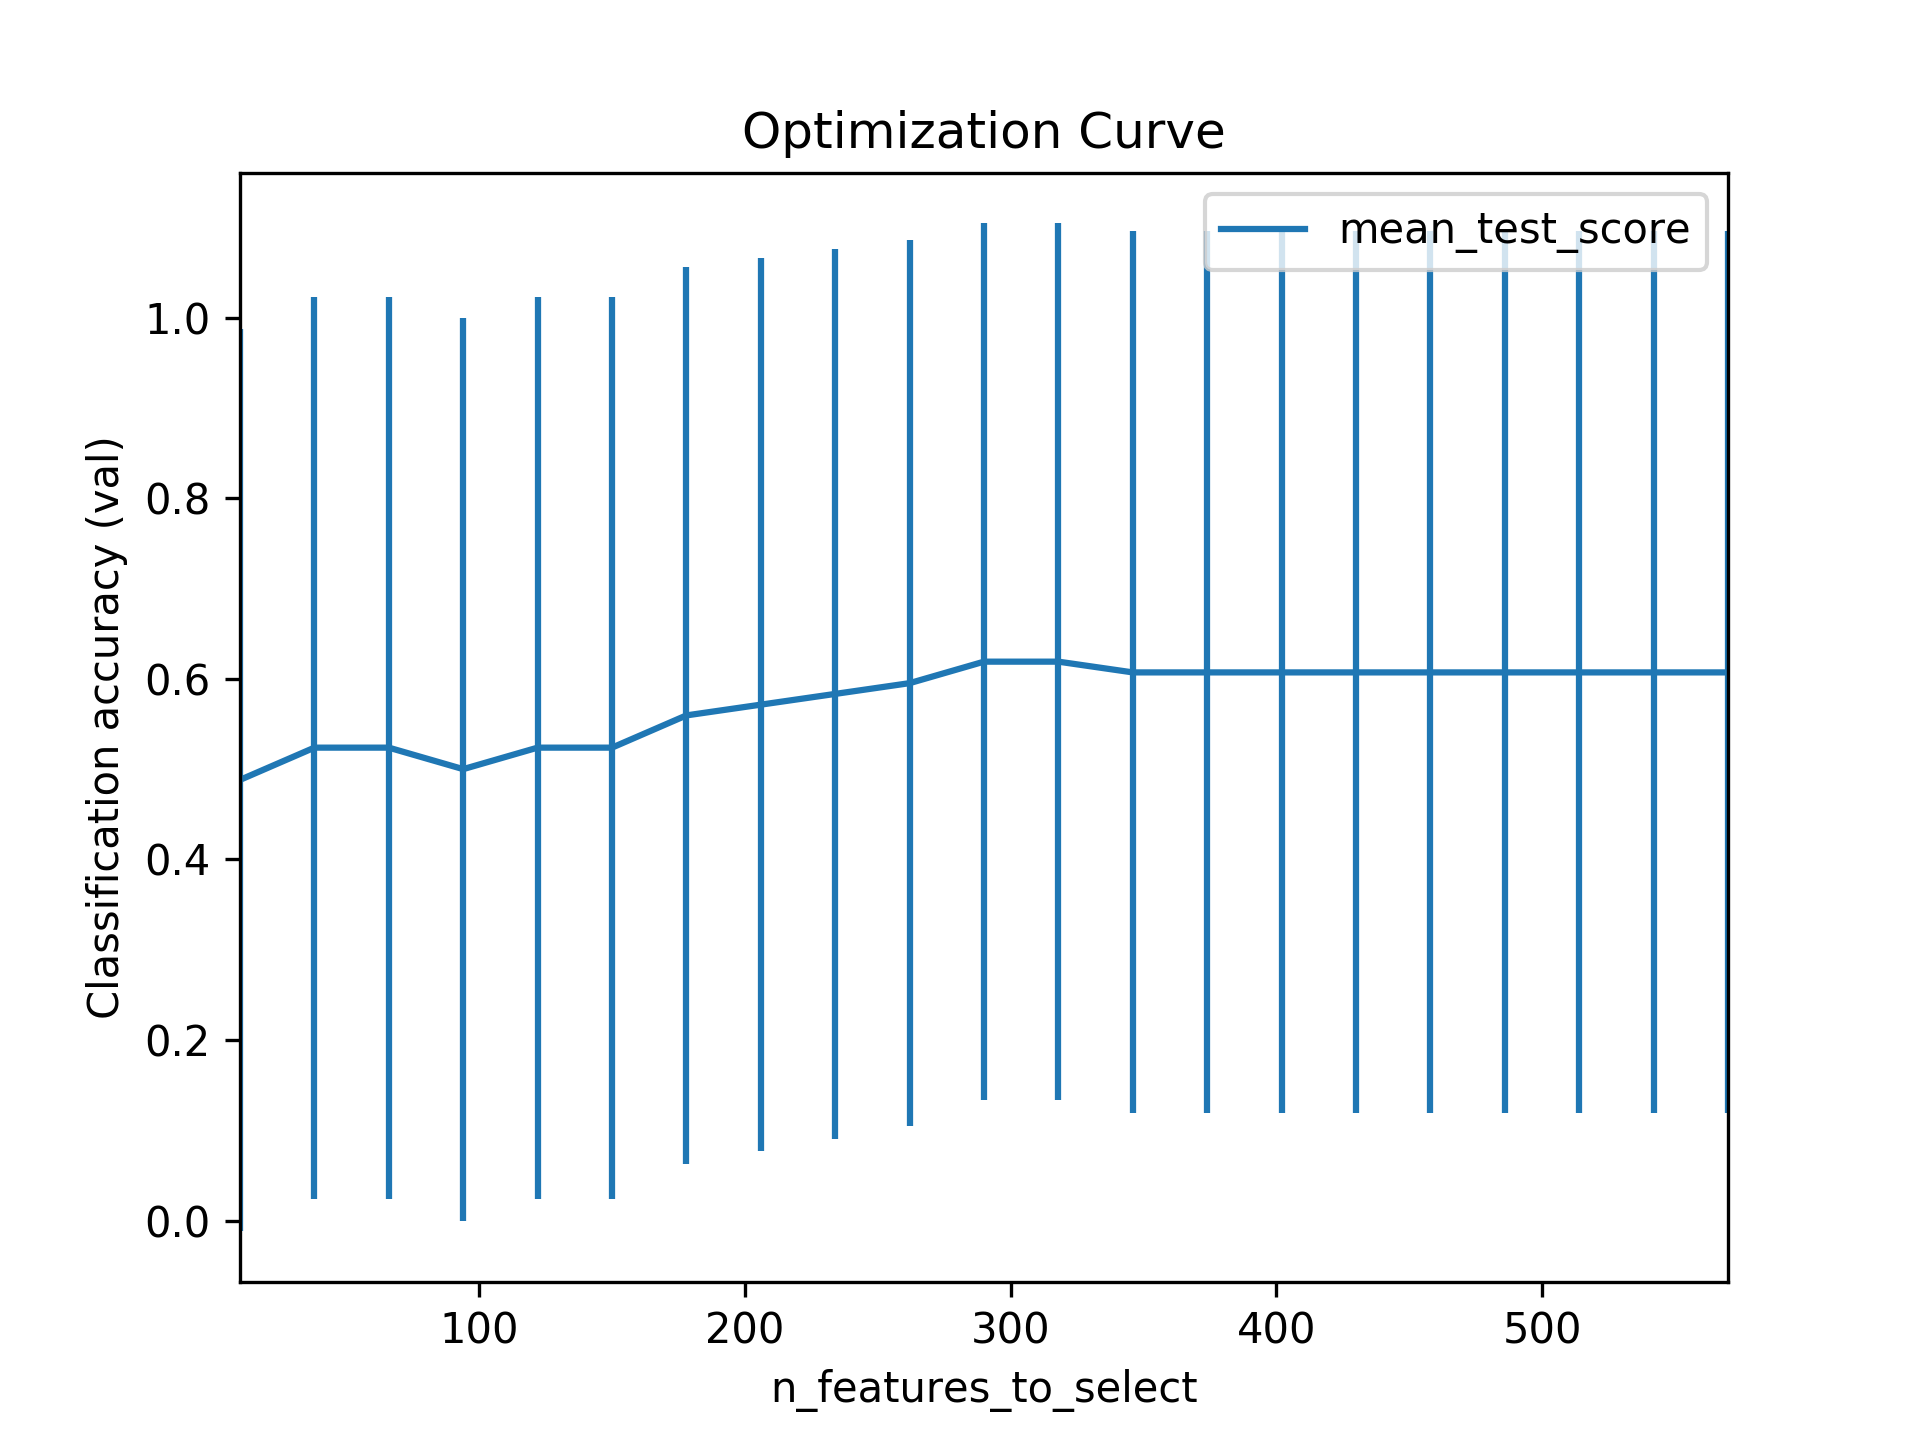 Optimization Curve
mean_test_score
Classification accuracy (val)
1.0
0.8
0.6
0.4
0.2
0.0
100 200 300 400 500
n_features_to_select